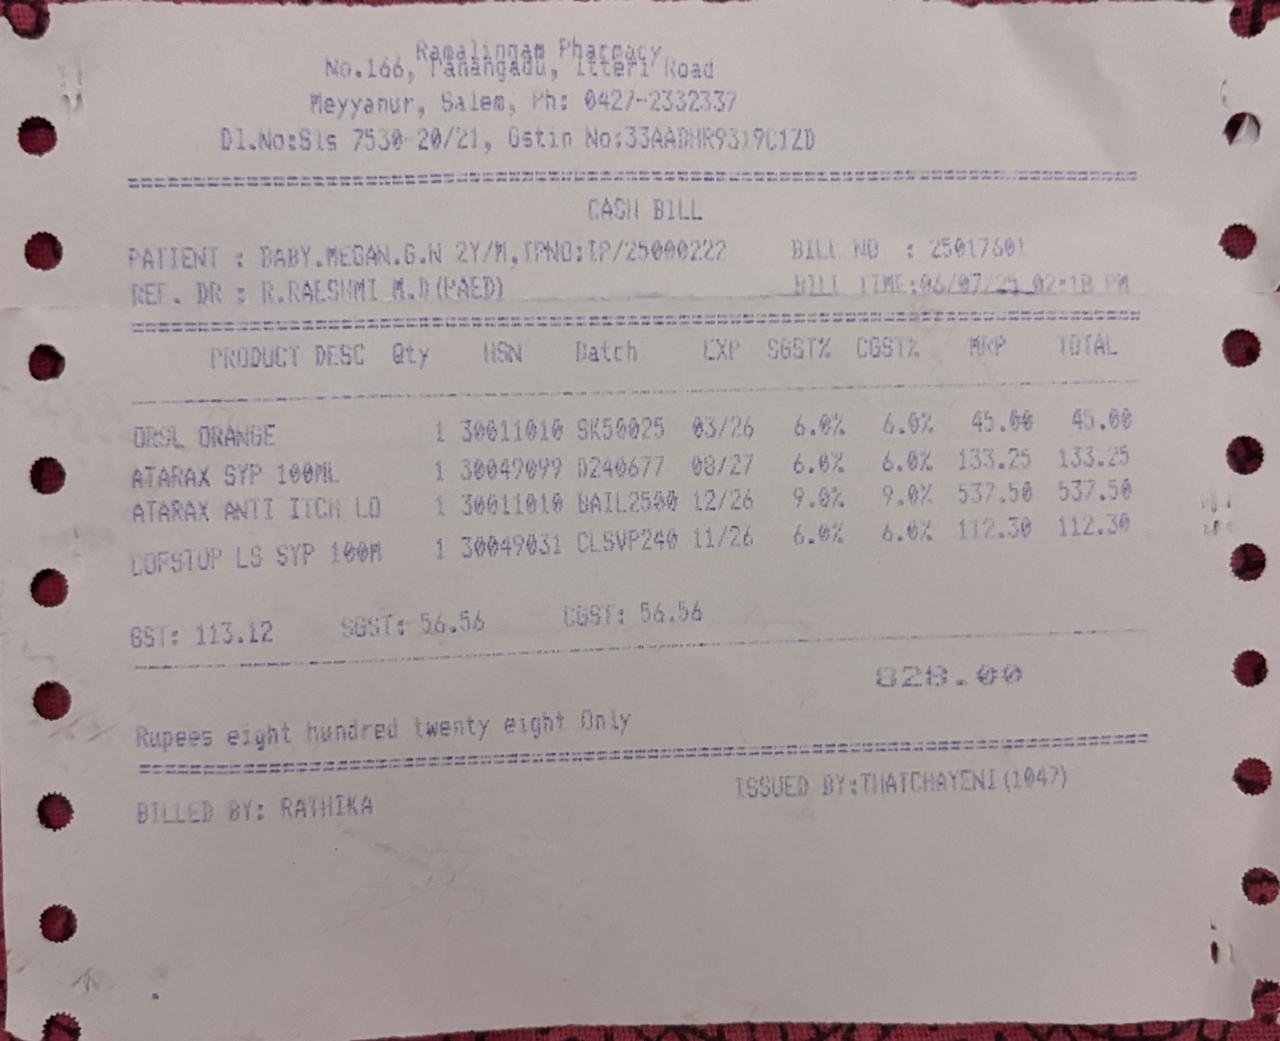 Ramalingam Pharmacy
No.166, Panangadu, Itteri Road
Meyyanur, Salem, Ph: 0427-2332337
Dl.No:Sls 7530-20/21, Gstin No:33AADHR9319C1ZD
CASH BILL
PATIENT : BABY.MEGAN.G.N 2Y/M,IPNO:IP/25000222 BILL NO : 25017601
REF. DR : R.RAESHMI M.D(PAED) BILL TIME:06/07/25 02:18 PM
PRODUCT DESC Qty HSN Batch EXP SGST% CGST% MRP TOTAL
ORSL ORANGE 1 30011010 SK50025 03/26 6.0% 6.0% 45.00 45.00
ATARAX SYP 100ML 1 30049099 D240677 08/27 6.0% 6.0% 133.25 133.25
ATARAX ANTI ITCH LO 1 30011010 BAIL2500 12/26 9.0% 9.0% 537.50 537.50
COFSTOP LS SYP 100M 1 30049031 CLSVP240 11/26 6.0% 6.0% 112.30 112.30
GST: 113.12 SGST: 56.56 CGST: 56.56
828.00
Rupees eight hundred twenty eight Only
BILLED BY: RATHIKA ISSUED BY:THATCHAYENI(1047)